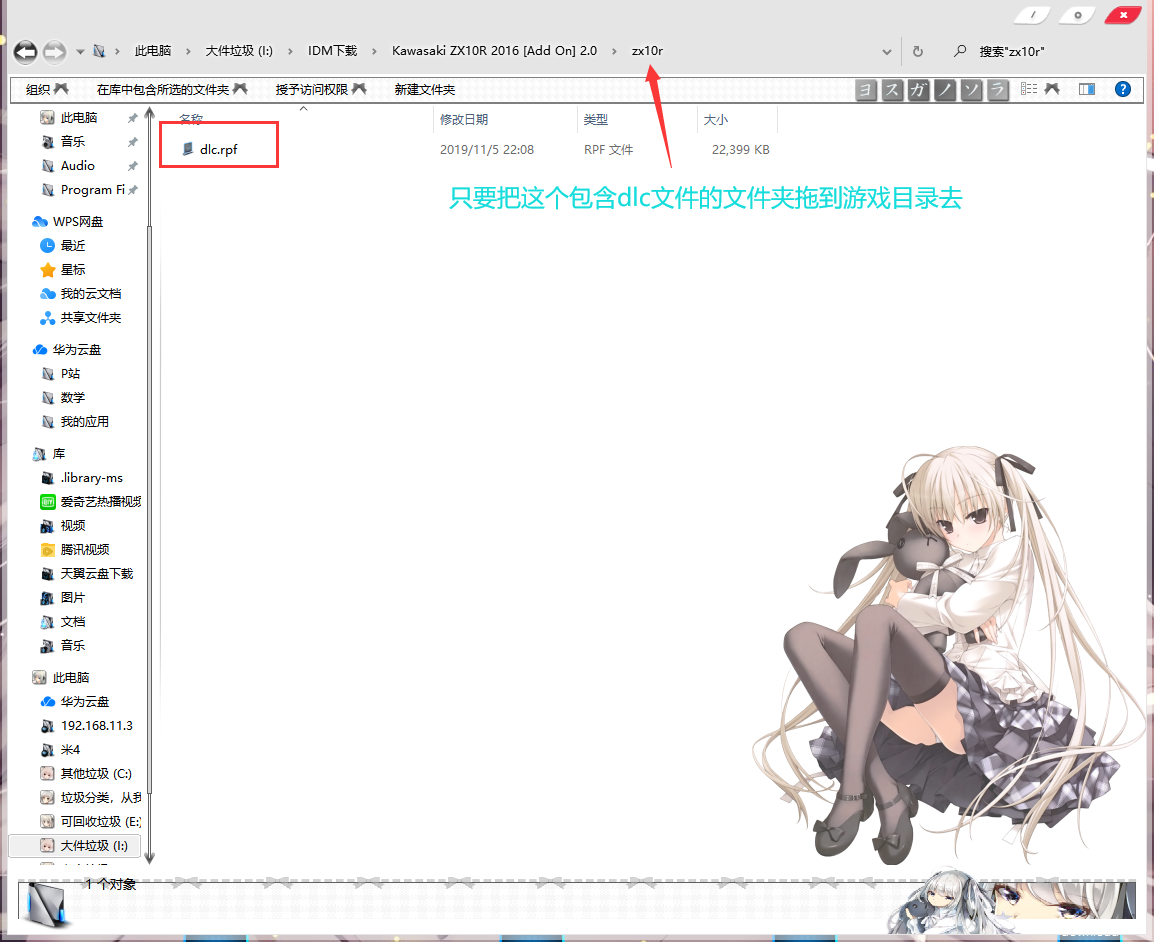 此电脑 › 大件垃圾 (I:) › IDM下载 › Kawasaki ZX10R 2016 [Add On] 2.0 › zx10r
搜索"zx10r"
组织 在库中包含所选的文件夹 授予访问权限 新建文件夹
ヨスガノソラ
名称 修改日期 类型 大小
dlc.rpf 2019/11/5 22:08 RPF 文件 22,399 KB
只要把这个包含dlc文件的文件夹拖到游戏目录去
此电脑
音乐
Audio
Program Fi
WPS网盘
最近
星标
我的云文档
共享文件夹
华为云盘
P站
数学
我的应用
库
.library-ms
爱奇艺热播视频
视频
腾讯视频
天翼云盘下载
图片
文档
音乐
此电脑
华为云盘
192.168.11.3
米4
其他垃圾 (C:)
垃圾分类，从我
可回收垃圾 (E:)
大件垃圾 (I:)
1 个对象